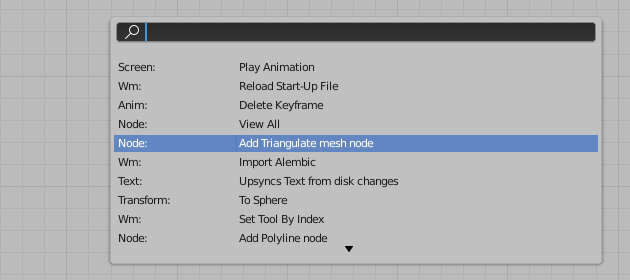 Screen: Play Animation
Wm: Reload Start-Up File
Anim: Delete Keyframe
Node: View All
Node: Add Triangulate mesh node
Wm: Import Alembic
Text: Upsyncs Text from disk changes
Transform: To Sphere
Wm: Set Tool By Index
Node: Add Polyline node